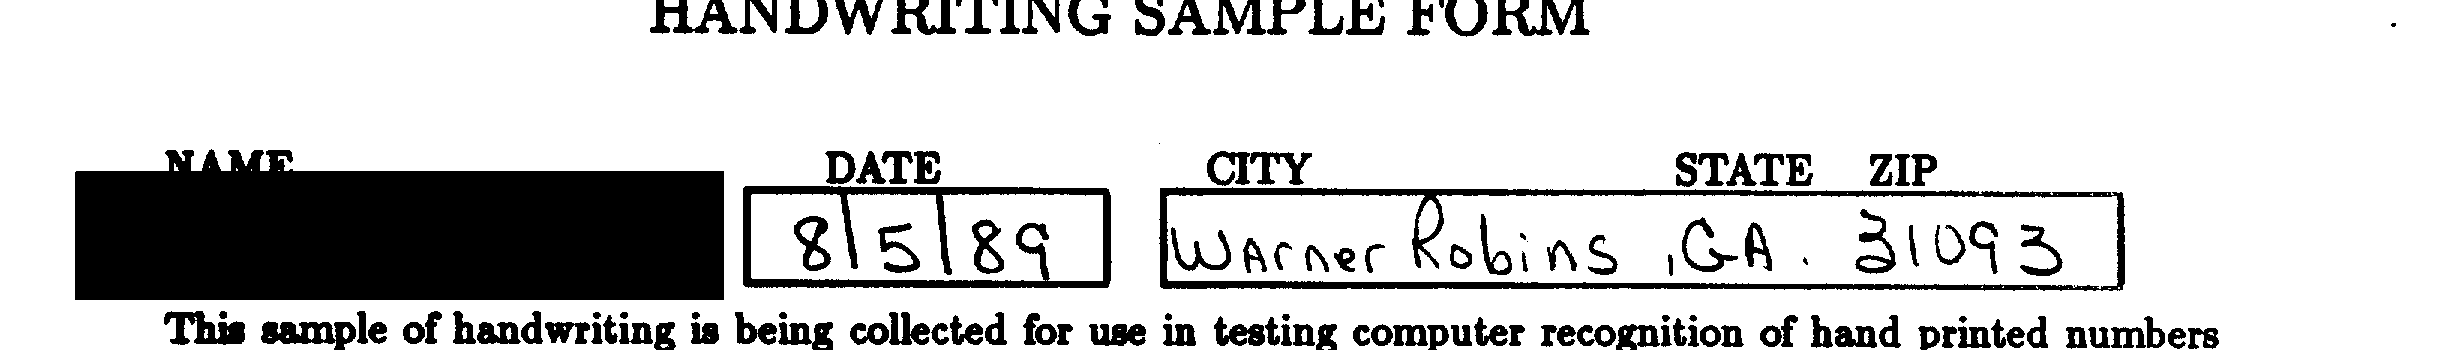 HANDWRITING SAMPLE FORM
NAME DATE CITY STATE ZIP
8/5/89 Warner Robins, GA. 31093
This sample of handwriting is being collected for use in testing computer recognition of hand printed numbers